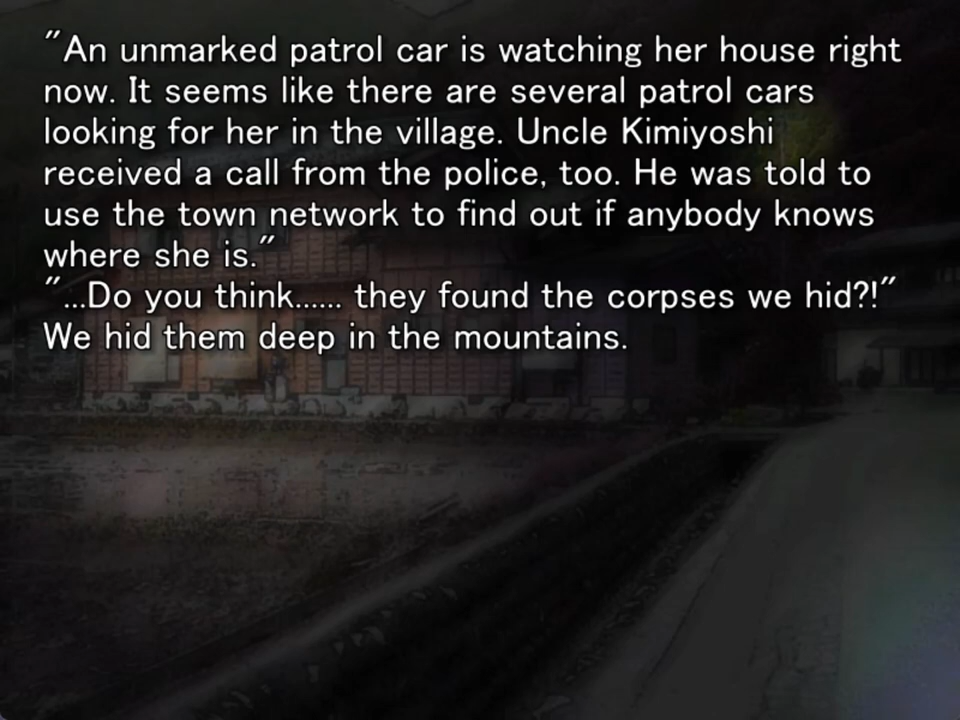 "An unmarked patrol car is watching her house right
now. It seems like there are several patrol cars
looking for her in the village. Uncle Kimiyoshi
received a call from the police, too. He was told to
use the town network to find out if anybody knows
where she is."
"...Do you think...... they found the corpses we hid?!"
We hid them deep in the mountains.